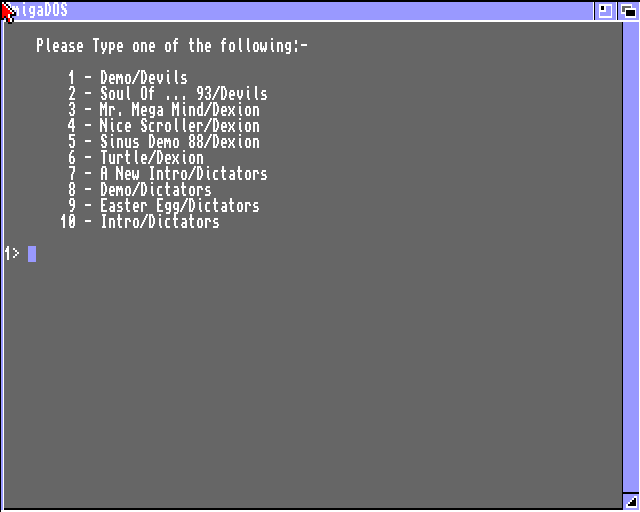 AmigaDOS
Please Type one of the following:-
1 - Demo/Devils
2 - Soul Of ... 93/Devils
3 - Mr. Mega Mind/Dexion
4 - Nice Scroller/Dexion
5 - Sinus Demo 88/Dexion
6 - Turtle/Dexion
7 - A New Intro/Dictators
8 - Demo/Dictators
9 - Easter Egg/Dictators
10 - Intro/Dictators
1>